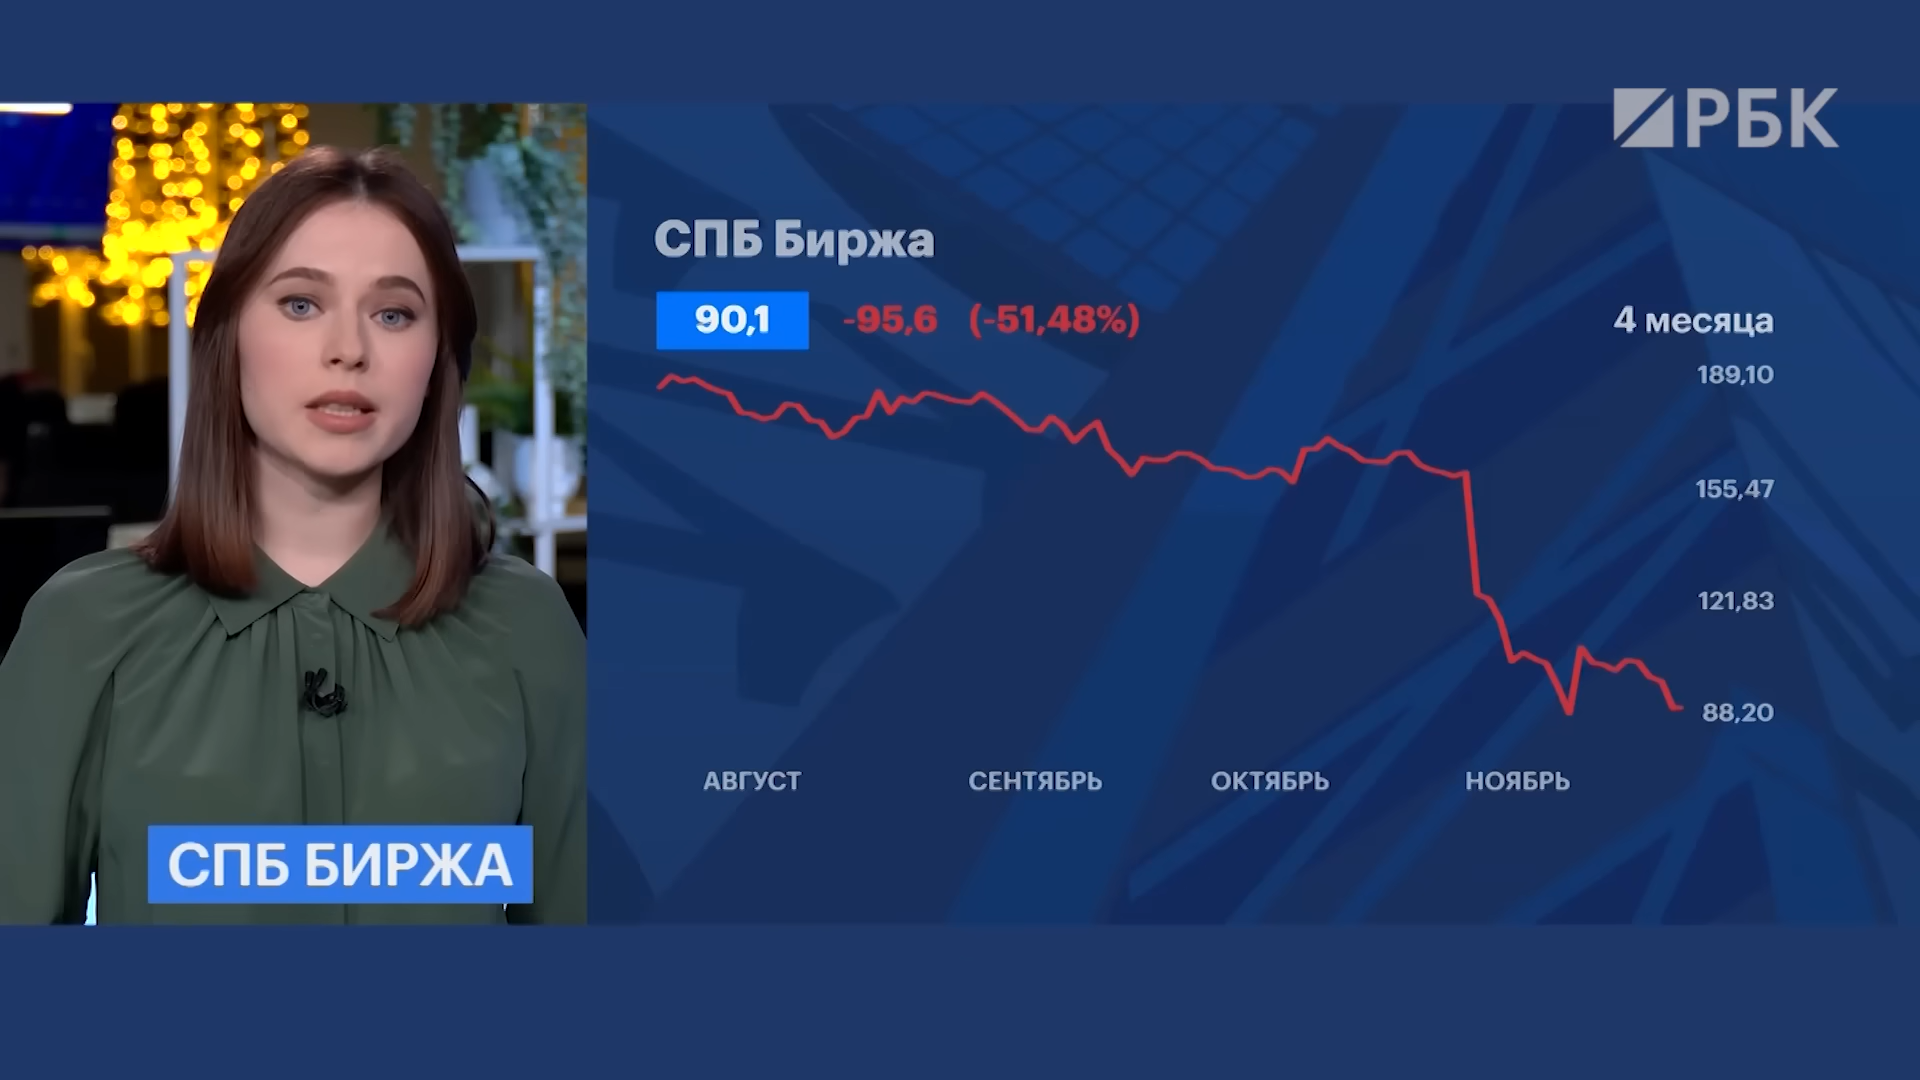 РБК
СПБ Биржа
90,1 -95,6 (-51,48%) 4 месяца
189,10
155,47
121,83
88,20
АВГУСТ СЕНТЯБРЬ ОКТЯБРЬ НОЯБРЬ
СПБ БИРЖА